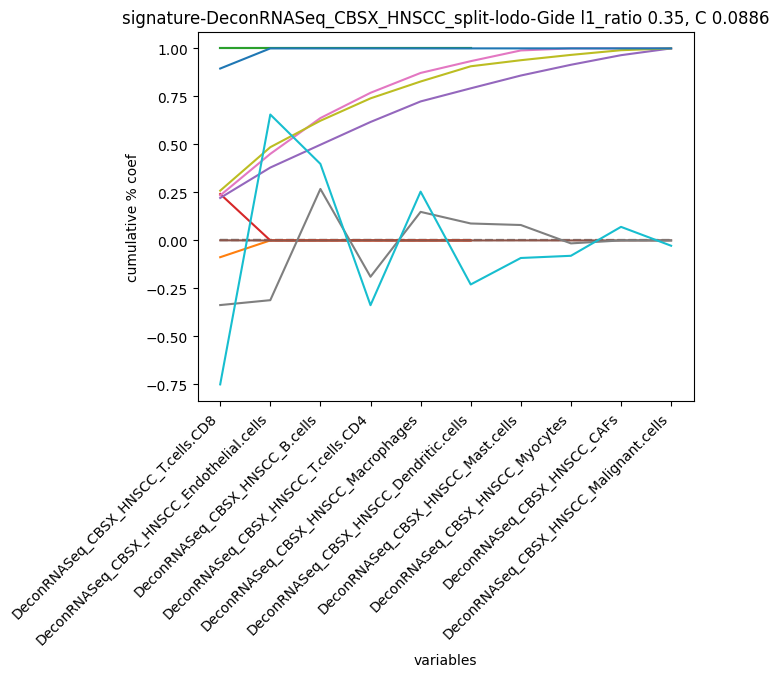 signature-DeconRNASeq_CBSX_HNSCC_split-lodo-Gide l1_ratio 0.35, C 0.0886
cumulative % coef
1.00
0.75
0.50
0.25
0.00
−0.25
−0.50
−0.75
DeconRNASeq_CBSX_HNSCC_T.cells.CD8
DeconRNASeq_CBSX_HNSCC_Endothelial.cells
DeconRNASeq_CBSX_HNSCC_B.cells
DeconRNASeq_CBSX_HNSCC_T.cells.CD4
DeconRNASeq_CBSX_HNSCC_Macrophages
DeconRNASeq_CBSX_HNSCC_Dendritic.cells
DeconRNASeq_CBSX_HNSCC_Mast.cells
DeconRNASeq_CBSX_HNSCC_Myocytes
DeconRNASeq_CBSX_HNSCC_CAFs
DeconRNASeq_CBSX_HNSCC_Malignant.cells
variables